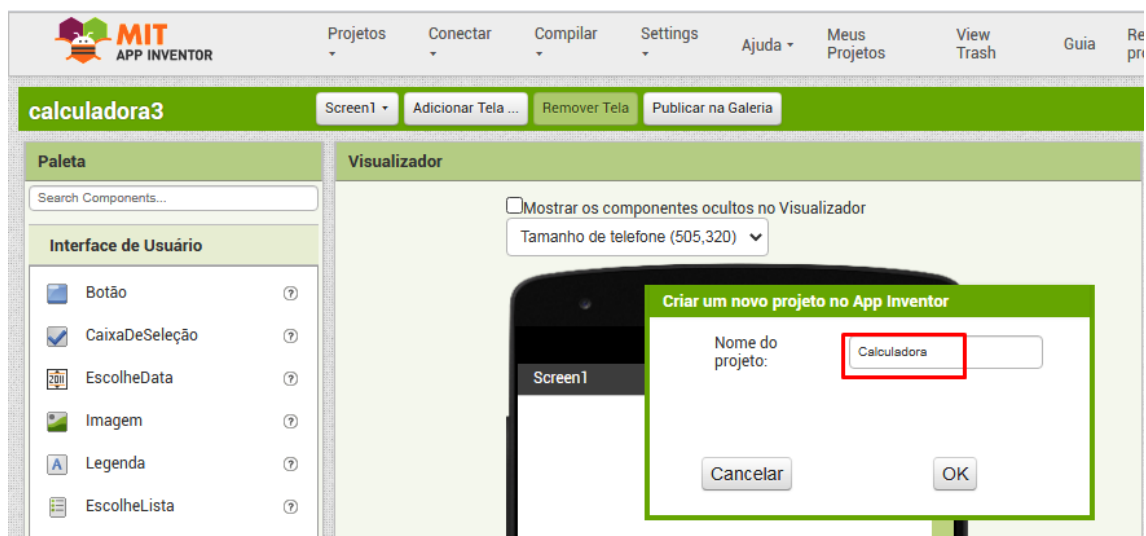 MIT
APP INVENTOR
Projetos
Conectar
Compilar
Settings
Ajuda
Meus
Projetos
View
Trash
Guia
Re
pro
calculadora3
Screen1
Adicionar Tela ...
Remover Tela
Publicar na Galeria
Paleta
Visualizador
Search Components...
Mostrar os componentes ocultos no Visualizador
Tamanho de telefone (505,320)
Interface de Usuário
Botão
?
CaixaDeSeleção
?
2011
EscolheData
?
Imagem
?
A
Legenda
?
EscolheLista
?
Screen1
Criar um novo projeto no App Inventor
Nome do
projeto:
Calculadora
Cancelar
OK